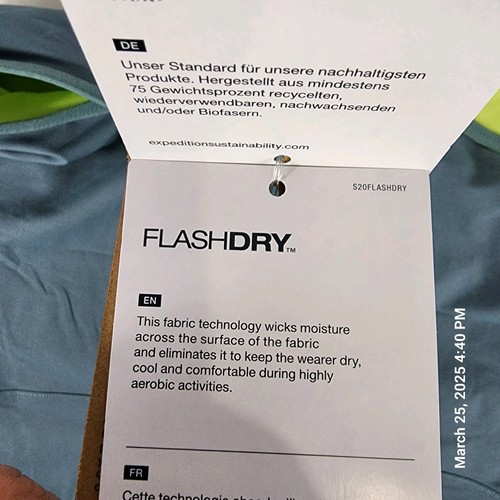 DE
Unser Standard für unsere nachhaltigsten
Produkte. Hergestellt aus mindestens
75 Gewichtsprozent recycelten,
wiederverwendbaren, nachwachsenden
und/oder Biofasern.
expeditionsustainability.com
S20FLASHDRY
FLASHDRY™
EN
This fabric technology wicks moisture
across the surface of the fabric
and eliminates it to keep the wearer dry,
cool and comfortable during highly
aerobic activities.
FR
Cette technologie
March 25, 2025 4:40 PM